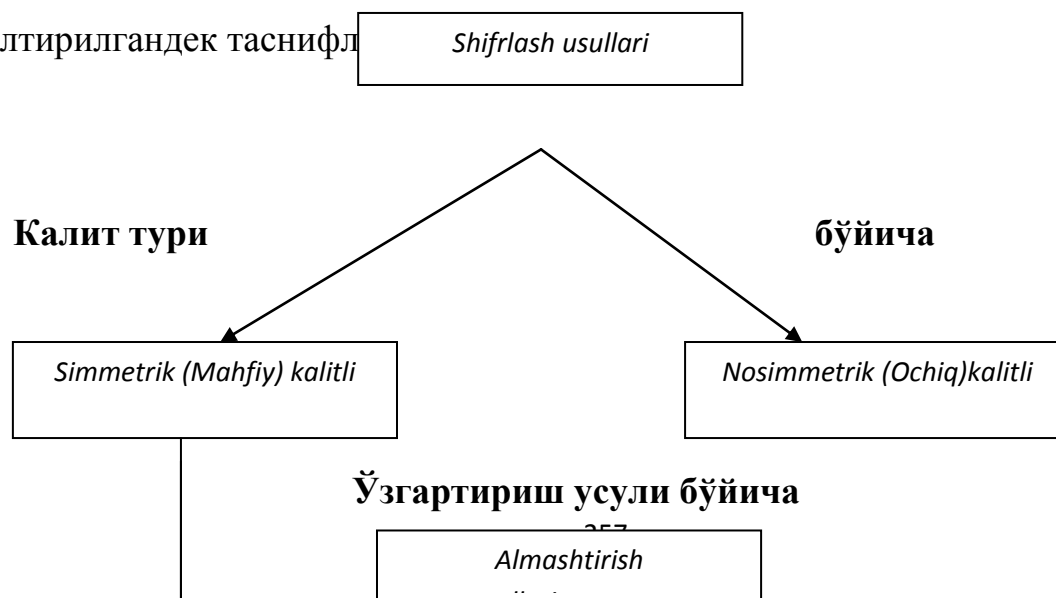 лтирилгандек таснифл
Shifrlash usullari
Калит тури бўйича
Simmetrik (Mahfiy) kalitli
Nosimmetrik (Ochiq)kalitli
Ўзгартириш усули бўйича
Almashtirish